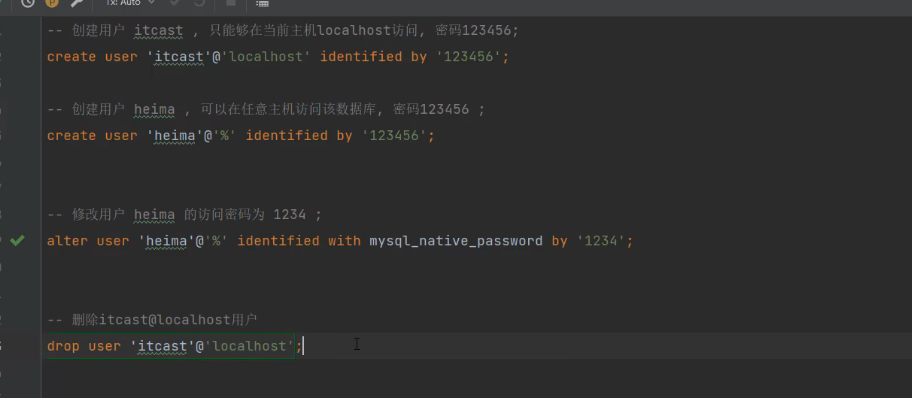 Tx: Auto
-- 创建用户 itcast , 只能够在当前主机localhost访问, 密码123456;
create user 'itcast'@'localhost' identified by '123456';
-- 创建用户 heima , 可以在任意主机访问该数据库, 密码123456 ;
create user 'heima'@'%' identified by '123456';
-- 修改用户 heima 的访问密码为 1234 ;
alter user 'heima'@'%' identified with mysql_native_password by '1234';
-- 删除itcast@localhost用户
drop user 'itcast'@'localhost';